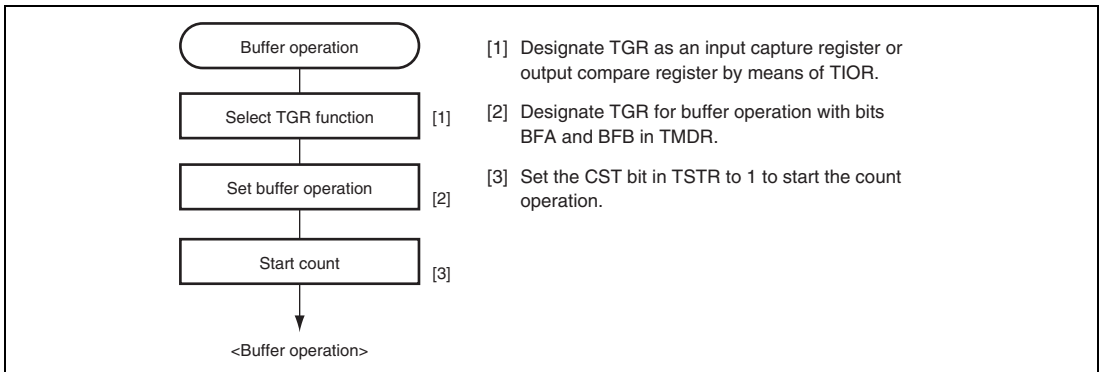 Buffer operation
Select TGR function
[1]
Set buffer operation
[2]
Start count
[3]
<Buffer operation>
[1] Designate TGR as an input capture register or
output compare register by means of TIOR.
[2] Designate TGR for buffer operation with bits
BFA and BFB in TMDR.
[3] Set the CST bit in TSTR to 1 to start the count
operation.